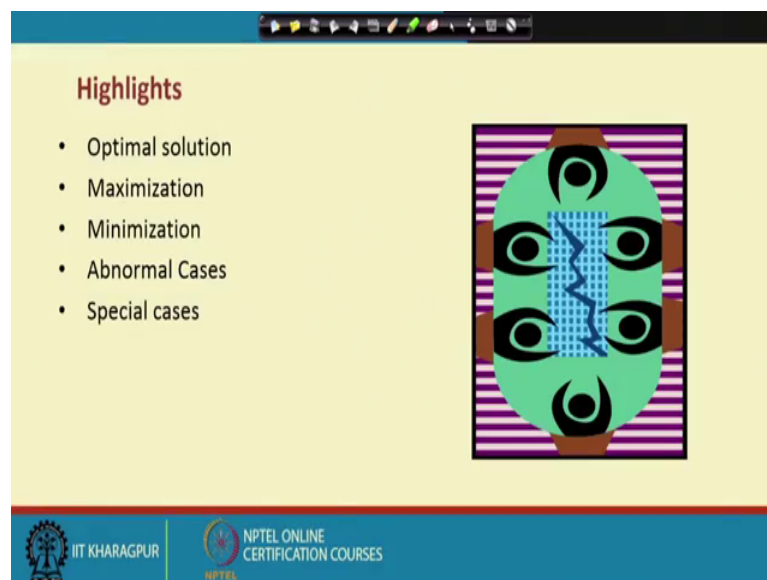 Highlights
• Optimal solution
• Maximization
• Minimization
• Abnormal Cases
• Special cases
IIT KHARAGPUR
NPTEL ONLINE
CERTIFICATION COURSES
NPTEL